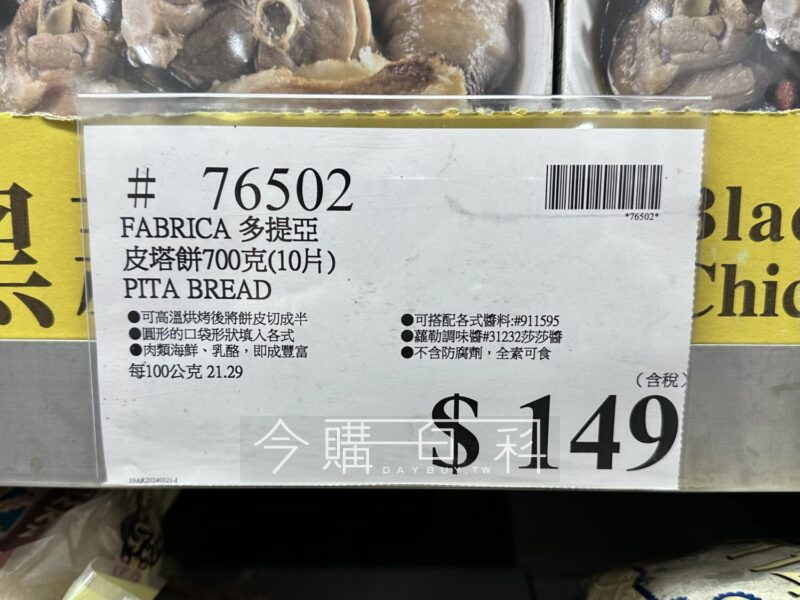 # 76502
*76502*
FABRICA 多提亞
皮塔餅700克(10片)
PITA BREAD
●可高溫烘烤後將餅皮切成半
●圓形的口袋形狀填入各式
●肉類海鮮、乳酪，即成豐富
●可搭配各式醬料:#911595
●蘿勒調味醬#31232莎莎醬
●不含防腐劑，全素可食
每100公克 21.29
(含稅)
$ 149
今購百科
DAYBUY.TW
黑
Blac
Chic